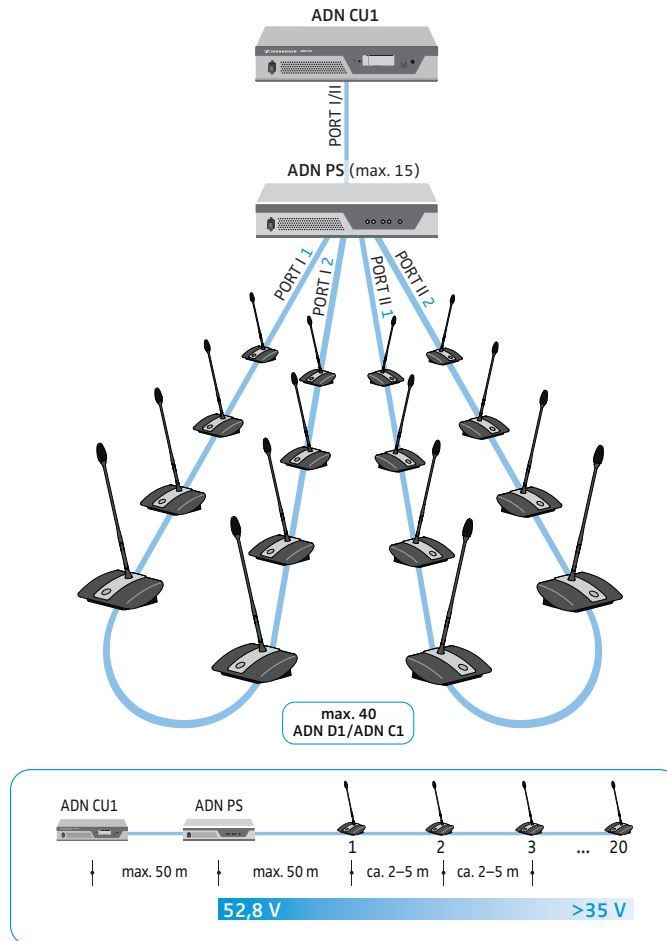 ADN CU1
SENNHEISER
PORT I/II
ADN PS (max. 15)
PORT I 1
PORT I 2
PORT II 1
PORT II 2
max. 40
ADN D1/ADN C1
ADN CU1
ADN PS
1
2
3
...
20
max. 50 m
max. 50 m
ca. 2–5 m
ca. 2–5 m
52,8 V
>35 V